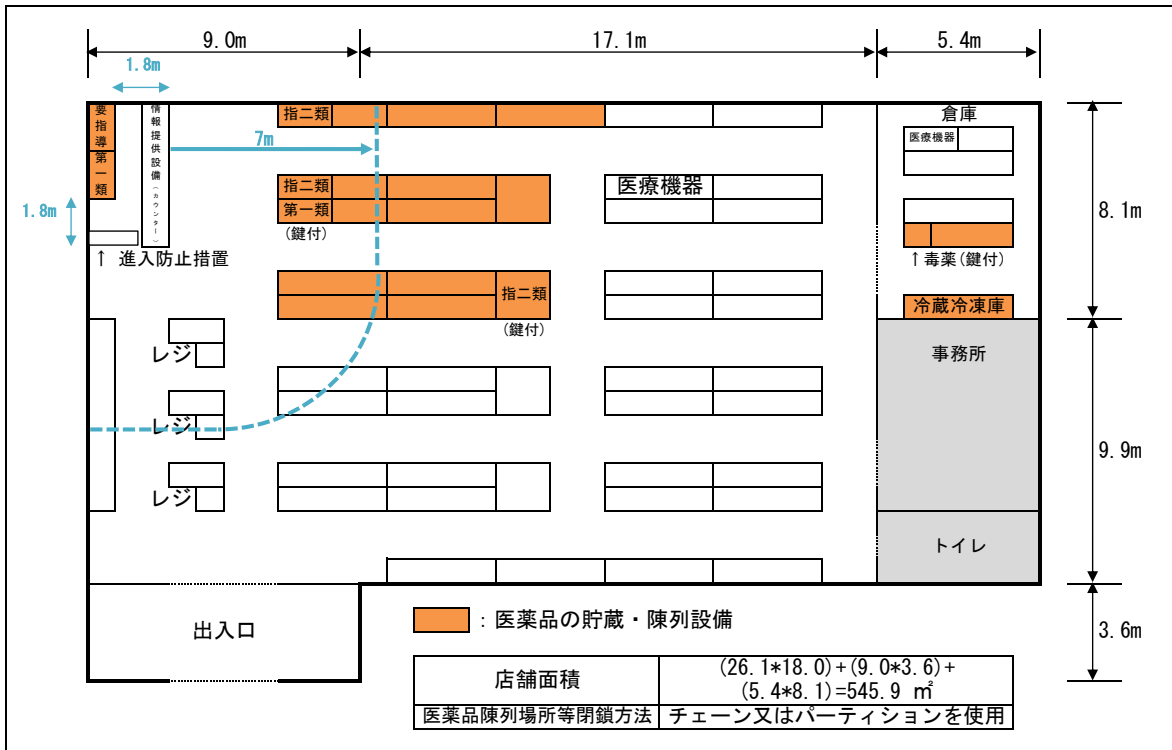 9.0m
17.1m
5.4m
1.8m
要指導
第一類
情報提供設備(カウンター)
7m
指二類
倉庫
医療機器
指二類
第一類
(鍵付)
医療機器
1.8m
↑ 進入防止措置
↑毒薬(鍵付)
8.1m
指二類
(鍵付)
冷蔵冷凍庫
レジ
事務所
レジ
9.9m
レジ
トイレ
出入口
:医薬品の貯蔵・陳列設備
3.6m
店舗面積
(26.1*18.0)+(9.0*3.6)+
(5.4*8.1)=545.9 ㎡
医薬品陳列場所等閉鎖方法
チェーン又はパーティションを使用